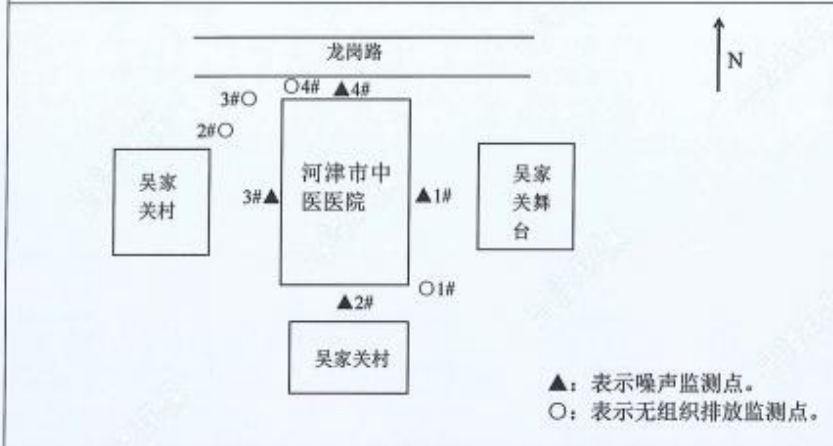 龙岗路
N
○4#
▲4#
3#○
2#○
吴家
关村
河津市中
医医院
3#▲
▲1#
吴家
关舞
台
○1#
▲2#
吴家关村
▲：表示噪声监测点。
○：表示无组织排放监测点。